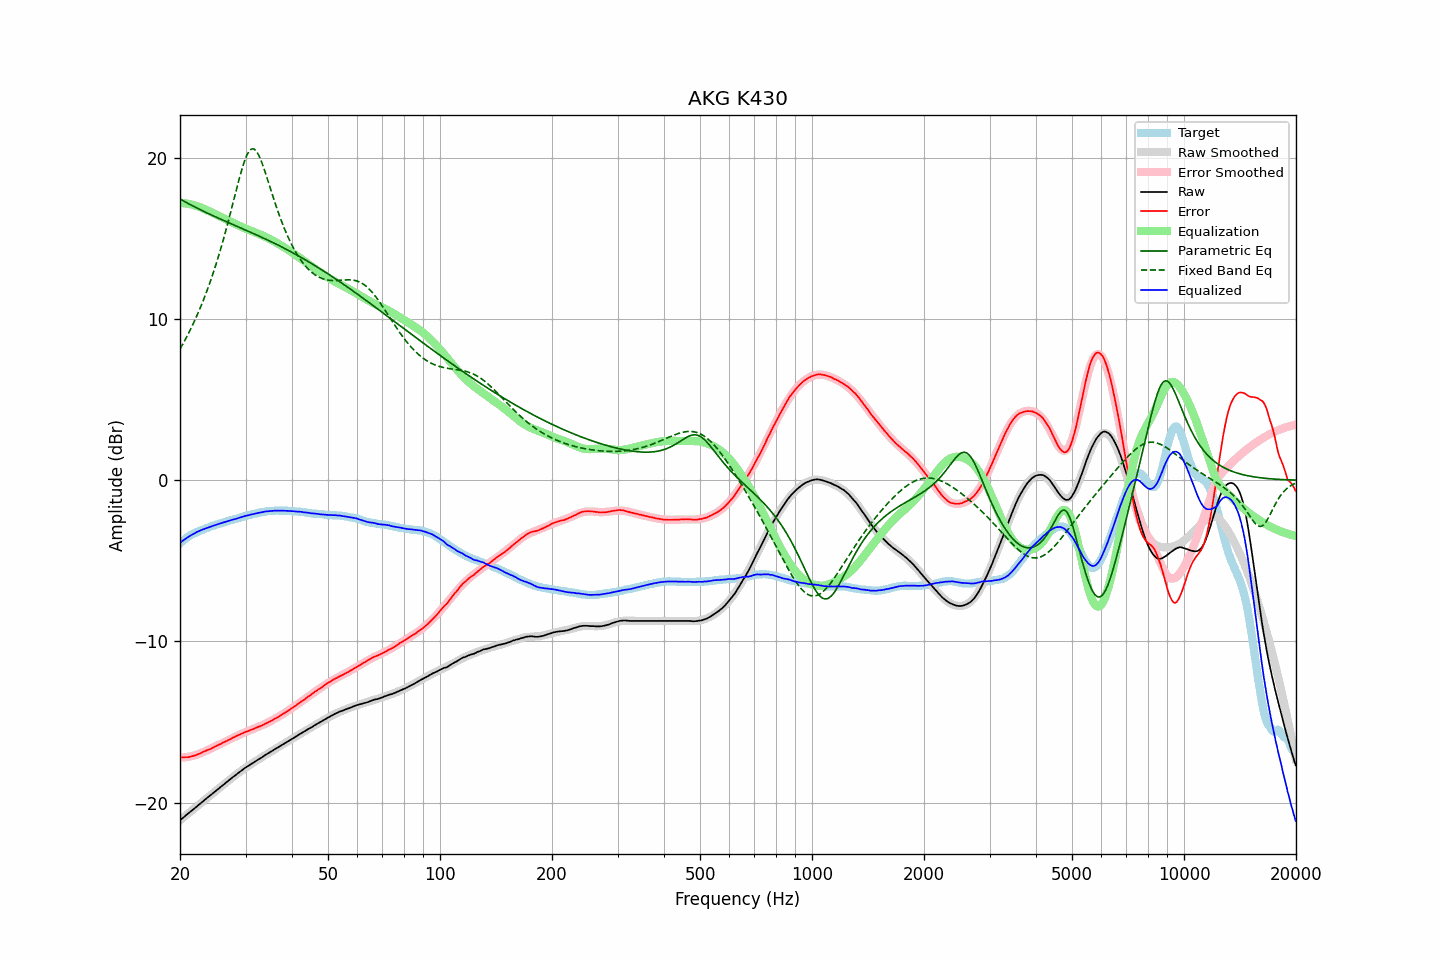 AKG K430
Amplitude (dBr)
20
10
0
−10
−20
Target
Raw Smoothed
Error Smoothed
Raw
Error
Equalization
Parametric Eq
Fixed Band Eq
Equalized
20 50 100 200 500 1000 2000 5000 10000 20000
Frequency (Hz)